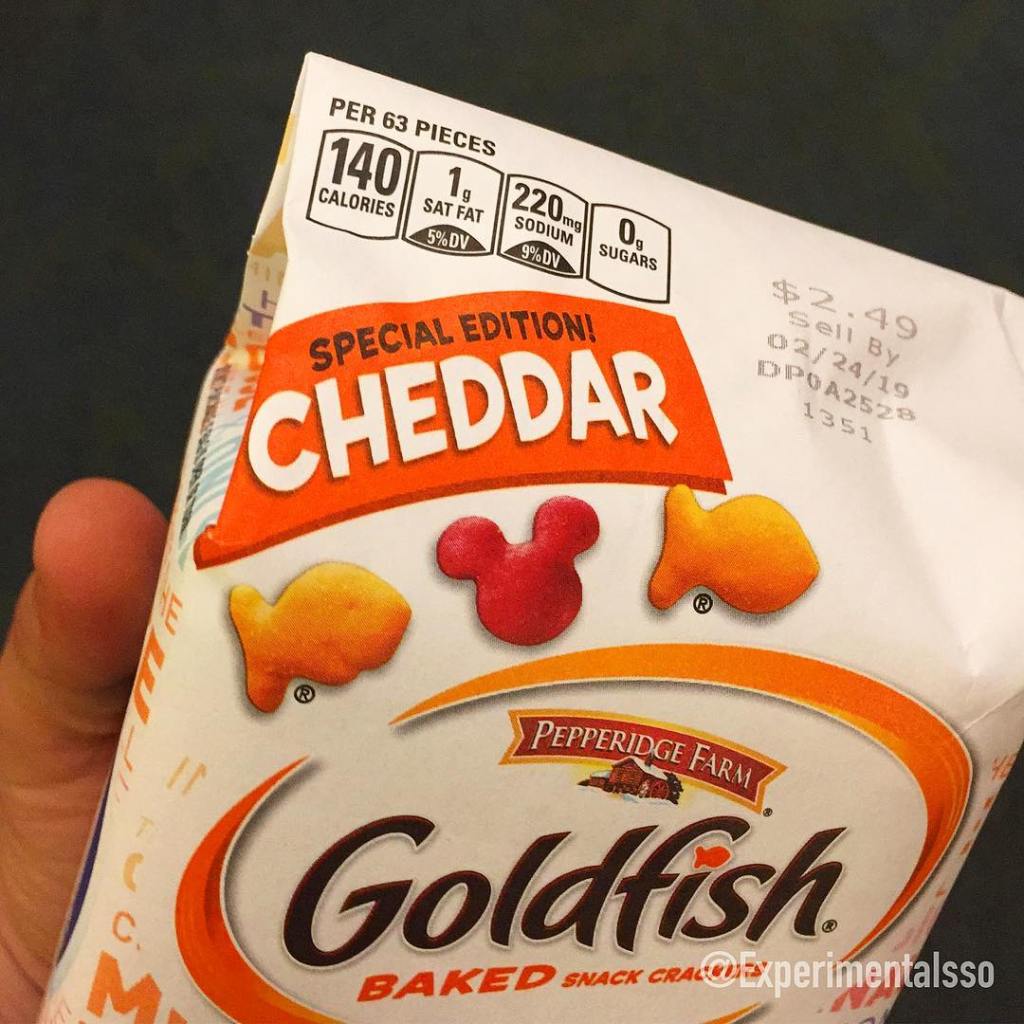 PER 63 PIECES
140
CALORIES
1g
SAT FAT
5% DV
220mg
SODIUM
9% DV
0g
SUGARS
$2.49
Sell By
02/24/19
DP0A2528
1351
SPECIAL EDITION!
CHEDDAR
®
®
PEPPERIDGE FARM®
Goldfish®
BAKED SNACK CRACKERS
@Experimentalsso